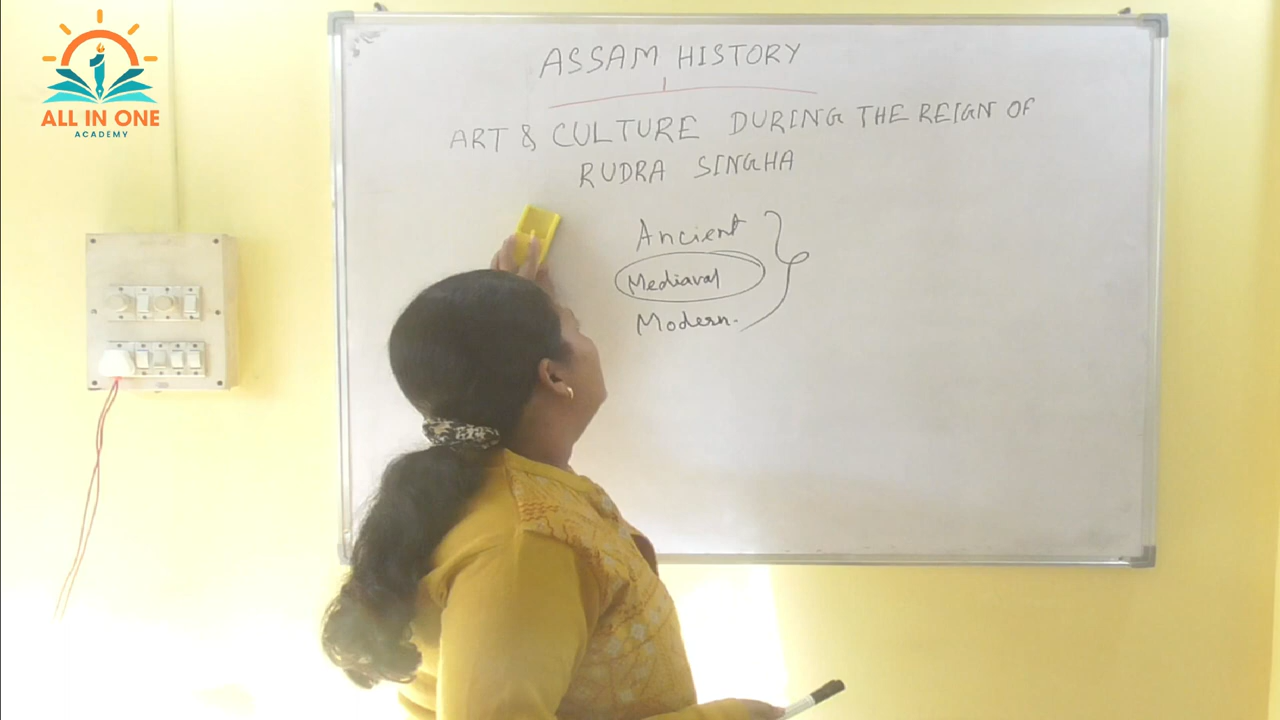 ALL IN ONE
ACADEMY
ASSAM HISTORY
ART & CULTURE DURING THE REIGN OF
RUDRA SINGHA
Ancient
Mediaval
Modern.